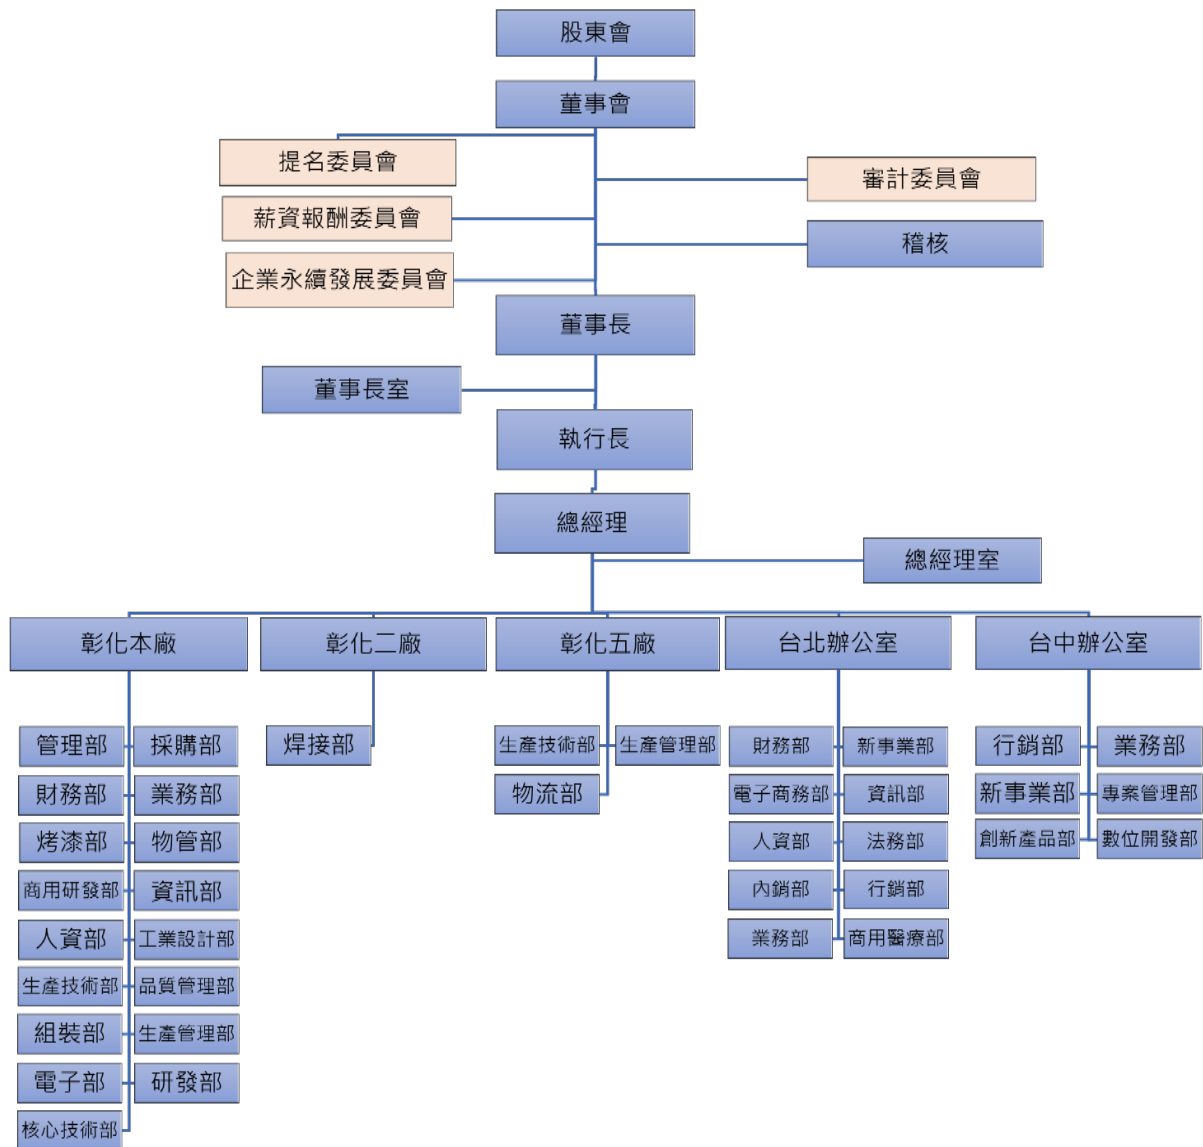 股東會
董事會
提名委員會
審計委員會
薪資報酬委員會
稽核
企業永續發展委員會
董事長
董事長室
執行長
總經理
總經理室
彰化本廠
彰化二廠
彰化五廠
台北辦公室
台中辦公室
管理部
採購部
財務部
業務部
烤漆部
物管部
商用研發部
資訊部
人資部
工業設計部
生產技術部
品質管理部
組裝部
生產管理部
電子部
研發部
核心技術部
焊接部
生產技術部
生產管理部
物流部
財務部
新事業部
電子商務部
資訊部
人資部
法務部
內銷部
行銷部
業務部
商用醫療部
行銷部
業務部
新事業部
專案管理部
創新產品部
數位開發部